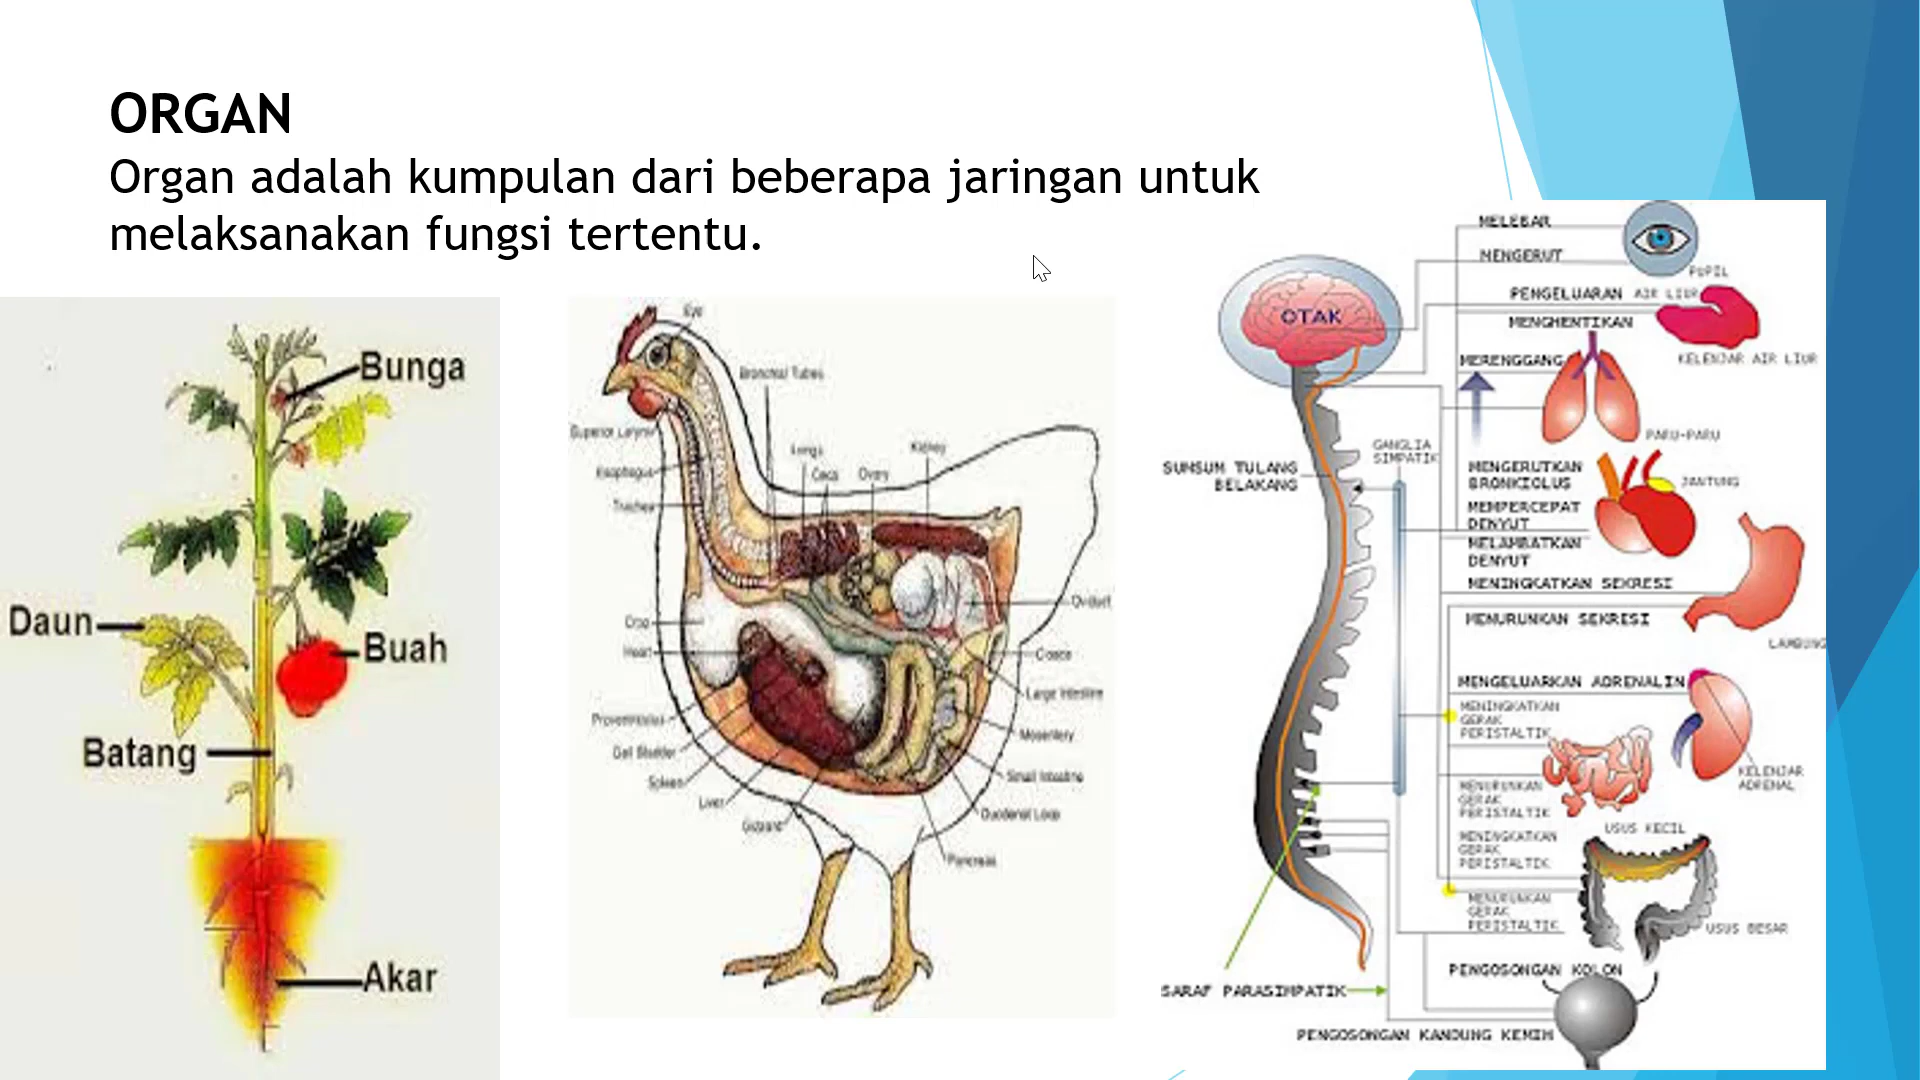 ORGAN
Organ adalah kumpulan dari beberapa jaringan untuk
melaksanakan fungsi tertentu.
Bunga
Daun
Buah
Batang
Akar
Eye
Bronchial Tubes
Superior Larynx
Esophagus
Trachea
Lungs
Ceca
Ovary
Kidney
Crop
Heart
Oviduct
Large Intestine
Proventriculus
Gall Bladder
Spleen
Liver
Gizzard
Mesentery
Small Intestine
Duodenal Loop
Pancreas
OTAK
MELEBAR
MENGERUT
PUPIL
PENGELUARAN AIR LIUR
MENGHENTIKAN
KELENJAR AIR LIUR
MERENGGANG
PARU-PARU
GANGLIA
SIMPATIK
SUMSUM TULANG
BELAKANG
MENGERUTKAN
BRONKIOLUS
JANTUNG
MEMPERCEPAT
DENYUT
MELAMBATKAN
DENYUT
MENINGKATKAN SEKRESI
MENURUNKAN SEKRESI
LAMBUNG
MENGELUARKAN ADRENALIN
MENINGKATKAN
GERAK
PERISTALTIK
KELENJAR
ADRENAL
MENURUNKAN
GERAK
PERISTALTIK
USUS KECIL
MENINGKATKAN
GERAK
PERISTALTIK
MENURUNKAN
GERAK
PERISTALTIK
USUS BESAR
PENGOSONGAN KOLON
SARAF PARASIMPATIK
PENGOSONGAN KANDUNG KEMIH